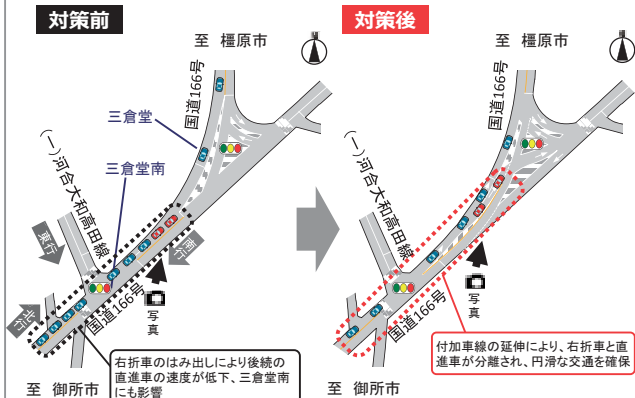 対策前
至 橿原市
国道166号
三倉堂
三倉堂南
(一)河合大和高田線
東行
南行
北行
国道166号
写真
右折車のはみ出しにより後続の
直進車の速度が低下、三倉堂南
にも影響
至 御所市
対策後
至 橿原市
国道166号
(一)河合大和高田線
国道166号
写真
付加車線の延伸により、右折車と直
進車が分離され、円滑な交通を確保
至 御所市